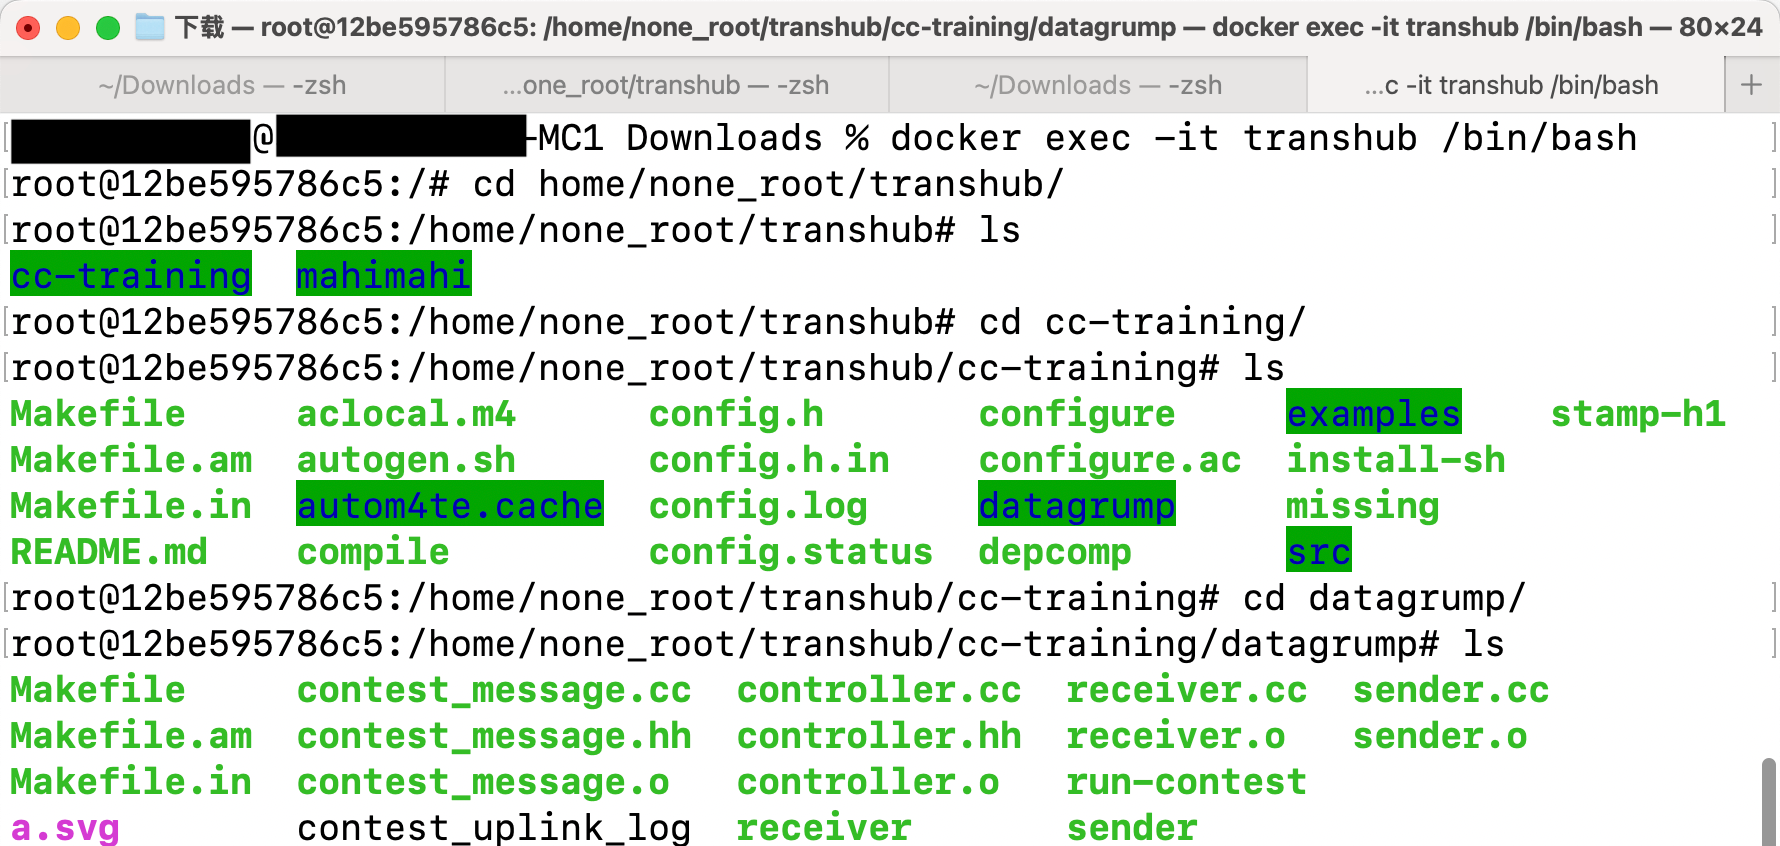 下载 — root@12be595786c5: /home/none_root/transhub/cc-training/datagrump — docker exec -it transhub /bin/bash — 80×24
~/Downloads — -zsh ...one_root/transhub — -zsh ~/Downloads — -zsh ...c -it transhub /bin/bash +
[@-MC1 Downloads % docker exec -it transhub /bin/bash ]
[root@12be595786c5:/# cd home/none_root/transhub/ ]
[root@12be595786c5:/home/none_root/transhub# ls ]
cc-training mahimahi
[root@12be595786c5:/home/none_root/transhub# cd cc-training/ ]
[root@12be595786c5:/home/none_root/transhub/cc-training# ls ]
Makefile aclocal.m4 config.h configure examples stamp-h1
Makefile.am autogen.sh config.h.in configure.ac install-sh
Makefile.in autom4te.cache config.log datagrump missing
README.md compile config.status depcomp src
[root@12be595786c5:/home/none_root/transhub/cc-training# cd datagrump/ ]
[root@12be595786c5:/home/none_root/transhub/cc-training/datagrump# ls ]
Makefile contest_message.cc controller.cc receiver.cc sender.cc
Makefile.am contest_message.hh controller.hh receiver.o sender.o
Makefile.in contest_message.o controller.o run-contest
a.svg contest_uplink_log receiver sender